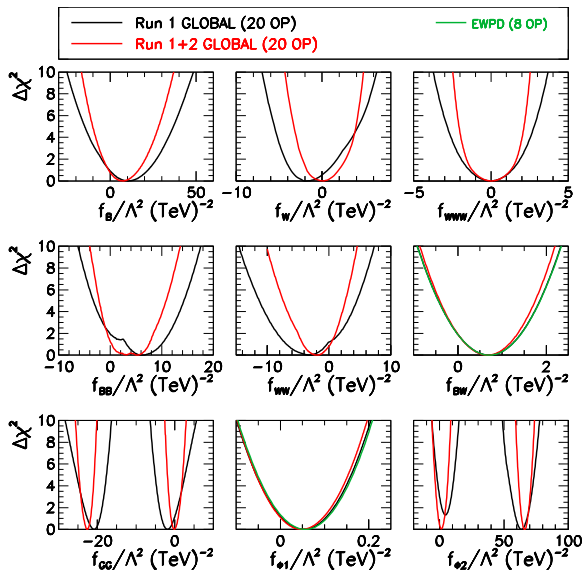 Run 1 GLOBAL (20 OP) EWPD (8 OP)
Run 1+2 GLOBAL (20 OP)
Δχ²
10
8
6
4
2
0
−50 0 50
−10 0 10
−5 0 5
f_B/Λ² (TeV)⁻² f_W/Λ² (TeV)⁻² f_WWW/Λ² (TeV)⁻²
Δχ²
10
8
6
4
2
0
−10 0 10 20
−10 0 10
0 2
f_BB/Λ² (TeV)⁻² f_WW/Λ² (TeV)⁻² f_BW/Λ² (TeV)⁻²
Δχ²
10
8
6
4
2
0
−20 0
0 0.2
0 50 100
f_GG/Λ² (TeV)⁻² f_Φ1/Λ² (TeV)⁻² f_Φ2/Λ² (TeV)⁻²